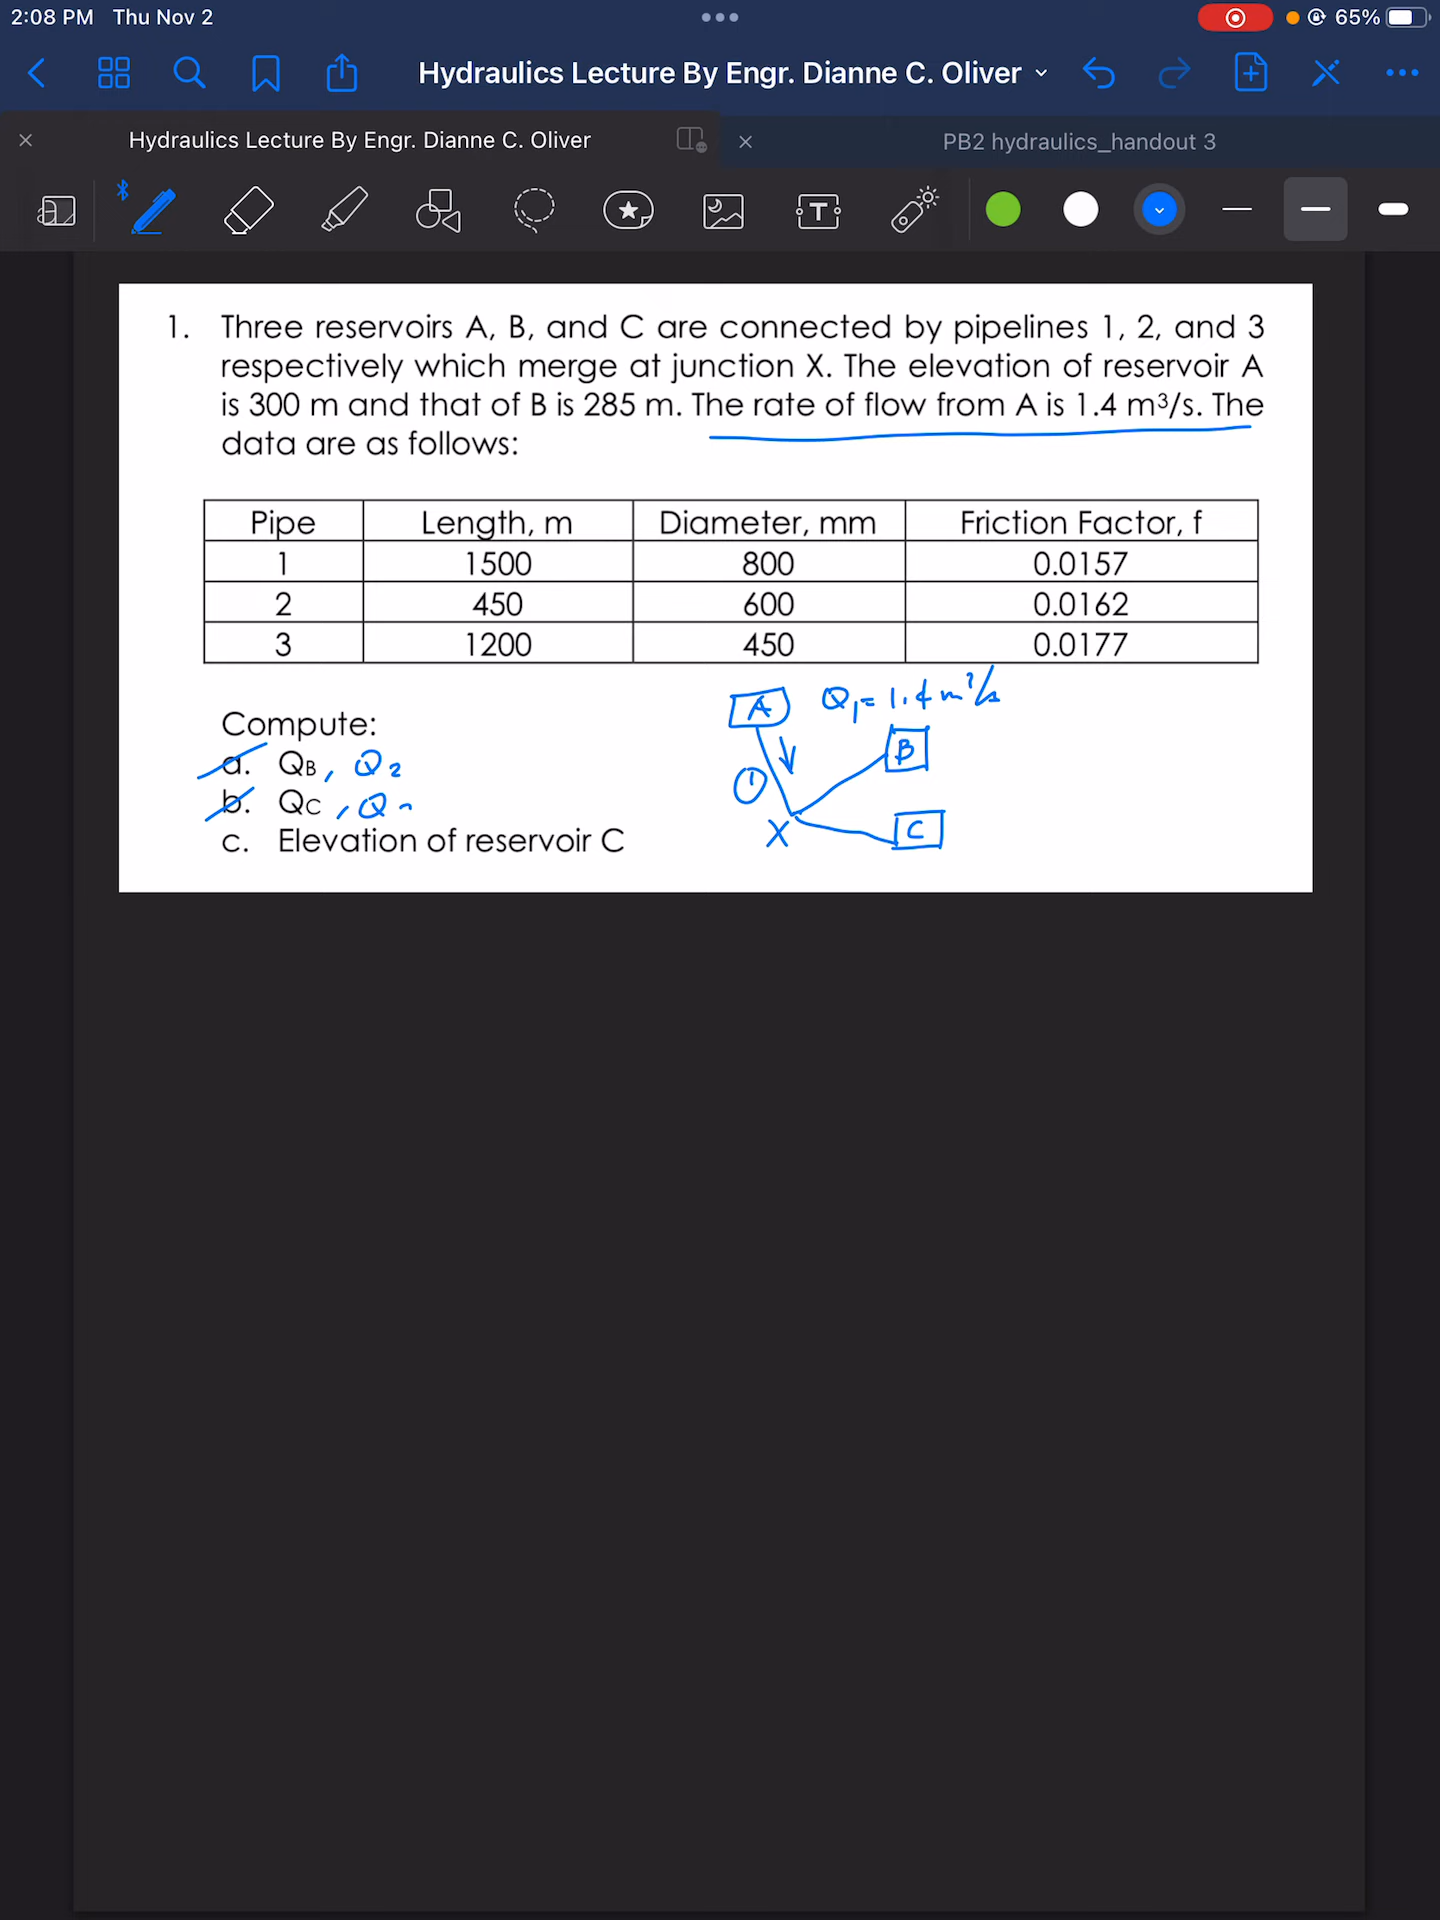 2:08 PM Thu Nov 2
65%
Hydraulics Lecture By Engr. Dianne C. Oliver
Hydraulics Lecture By Engr. Dianne C. Oliver
PB2 hydraulics_handout 3
T
1. Three reservoirs A, B, and C are connected by pipelines 1, 2, and 3
respectively which merge at junction X. The elevation of reservoir A
is 300 m and that of B is 285 m. The rate of flow from A is 1.4 m³/s. The
data are as follows:
Pipe Length, m Diameter, mm Friction Factor, f
1 1500 800 0.0157
2 450 600 0.0162
3 1200 450 0.0177
A Q₁=1.4 m³/s
Compute:
B
a. QB, Q₂
1
b. QC, Q
X C
c. Elevation of reservoir C